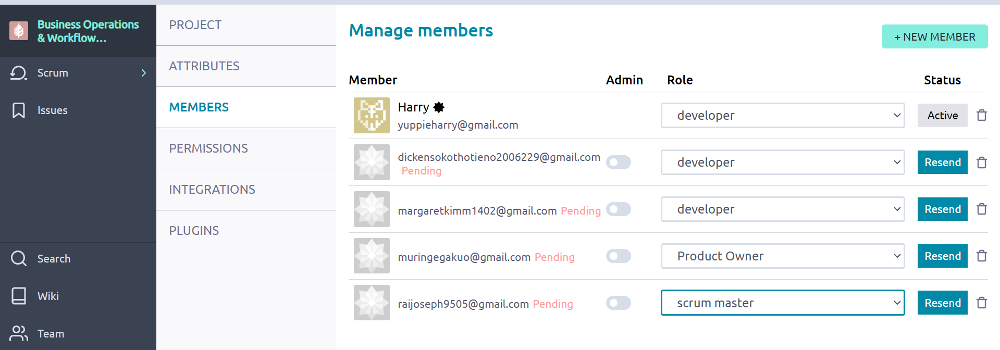 Business Operations
& Workflow...
Scrum
Issues
Search
Wiki
Team
PROJECT
ATTRIBUTES
MEMBERS
PERMISSIONS
INTEGRATIONS
PLUGINS
Manage members
+ NEW MEMBER
Member Admin Role Status
Harry
yuppieharry@gmail.com
developer Active
dickensokothotieno2006229@gmail.com
Pending
developer Resend
margaretkimm1402@gmail.com Pending developer Resend
muringegakuo@gmail.com Pending Product Owner Resend
raijoseph9505@gmail.com Pending scrum master Resend